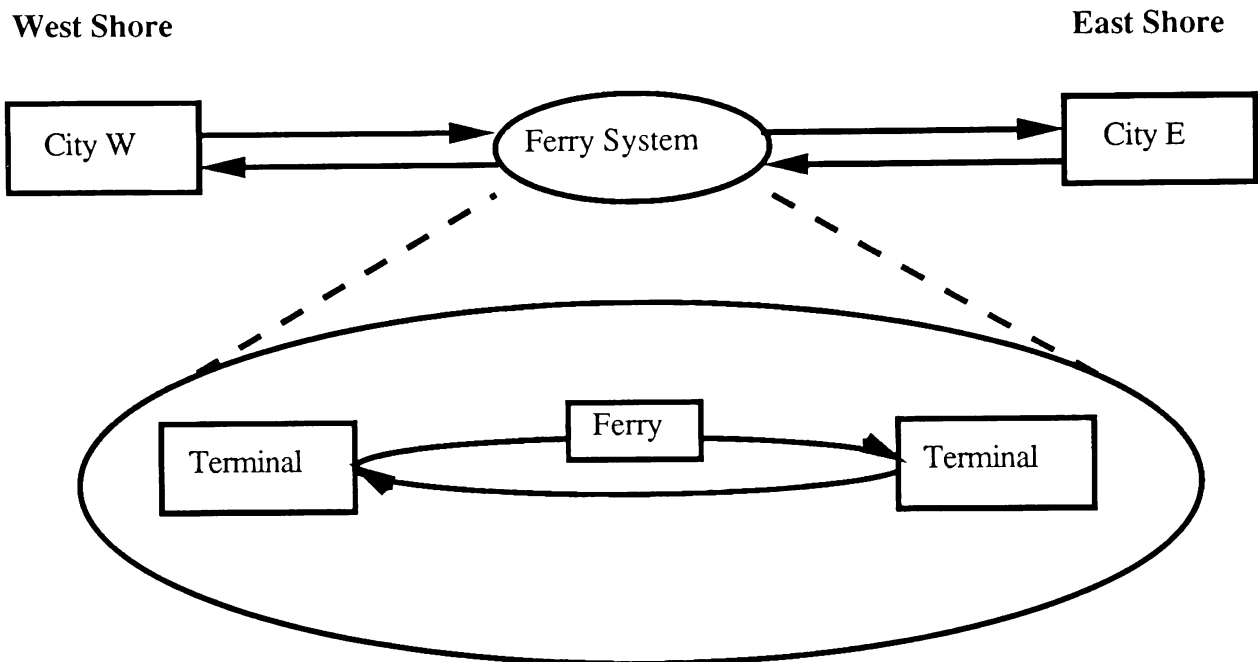 West Shore
East Shore
City W
Ferry System
City E
Ferry
Terminal
Terminal